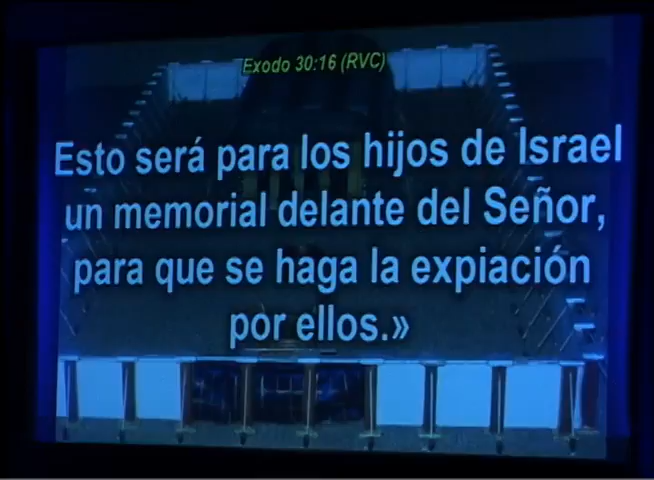 Exodo 30:16 (RVC)
Esto será para los hijos de Israel
un memorial delante del Señor,
para que se haga la expiación
por ellos.»